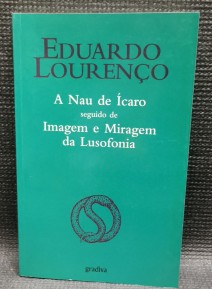 EDUARDO
LOURENÇO
A Nau de Ícaro
seguido de
Imagem e Miragem
da Lusofonia
gradiva